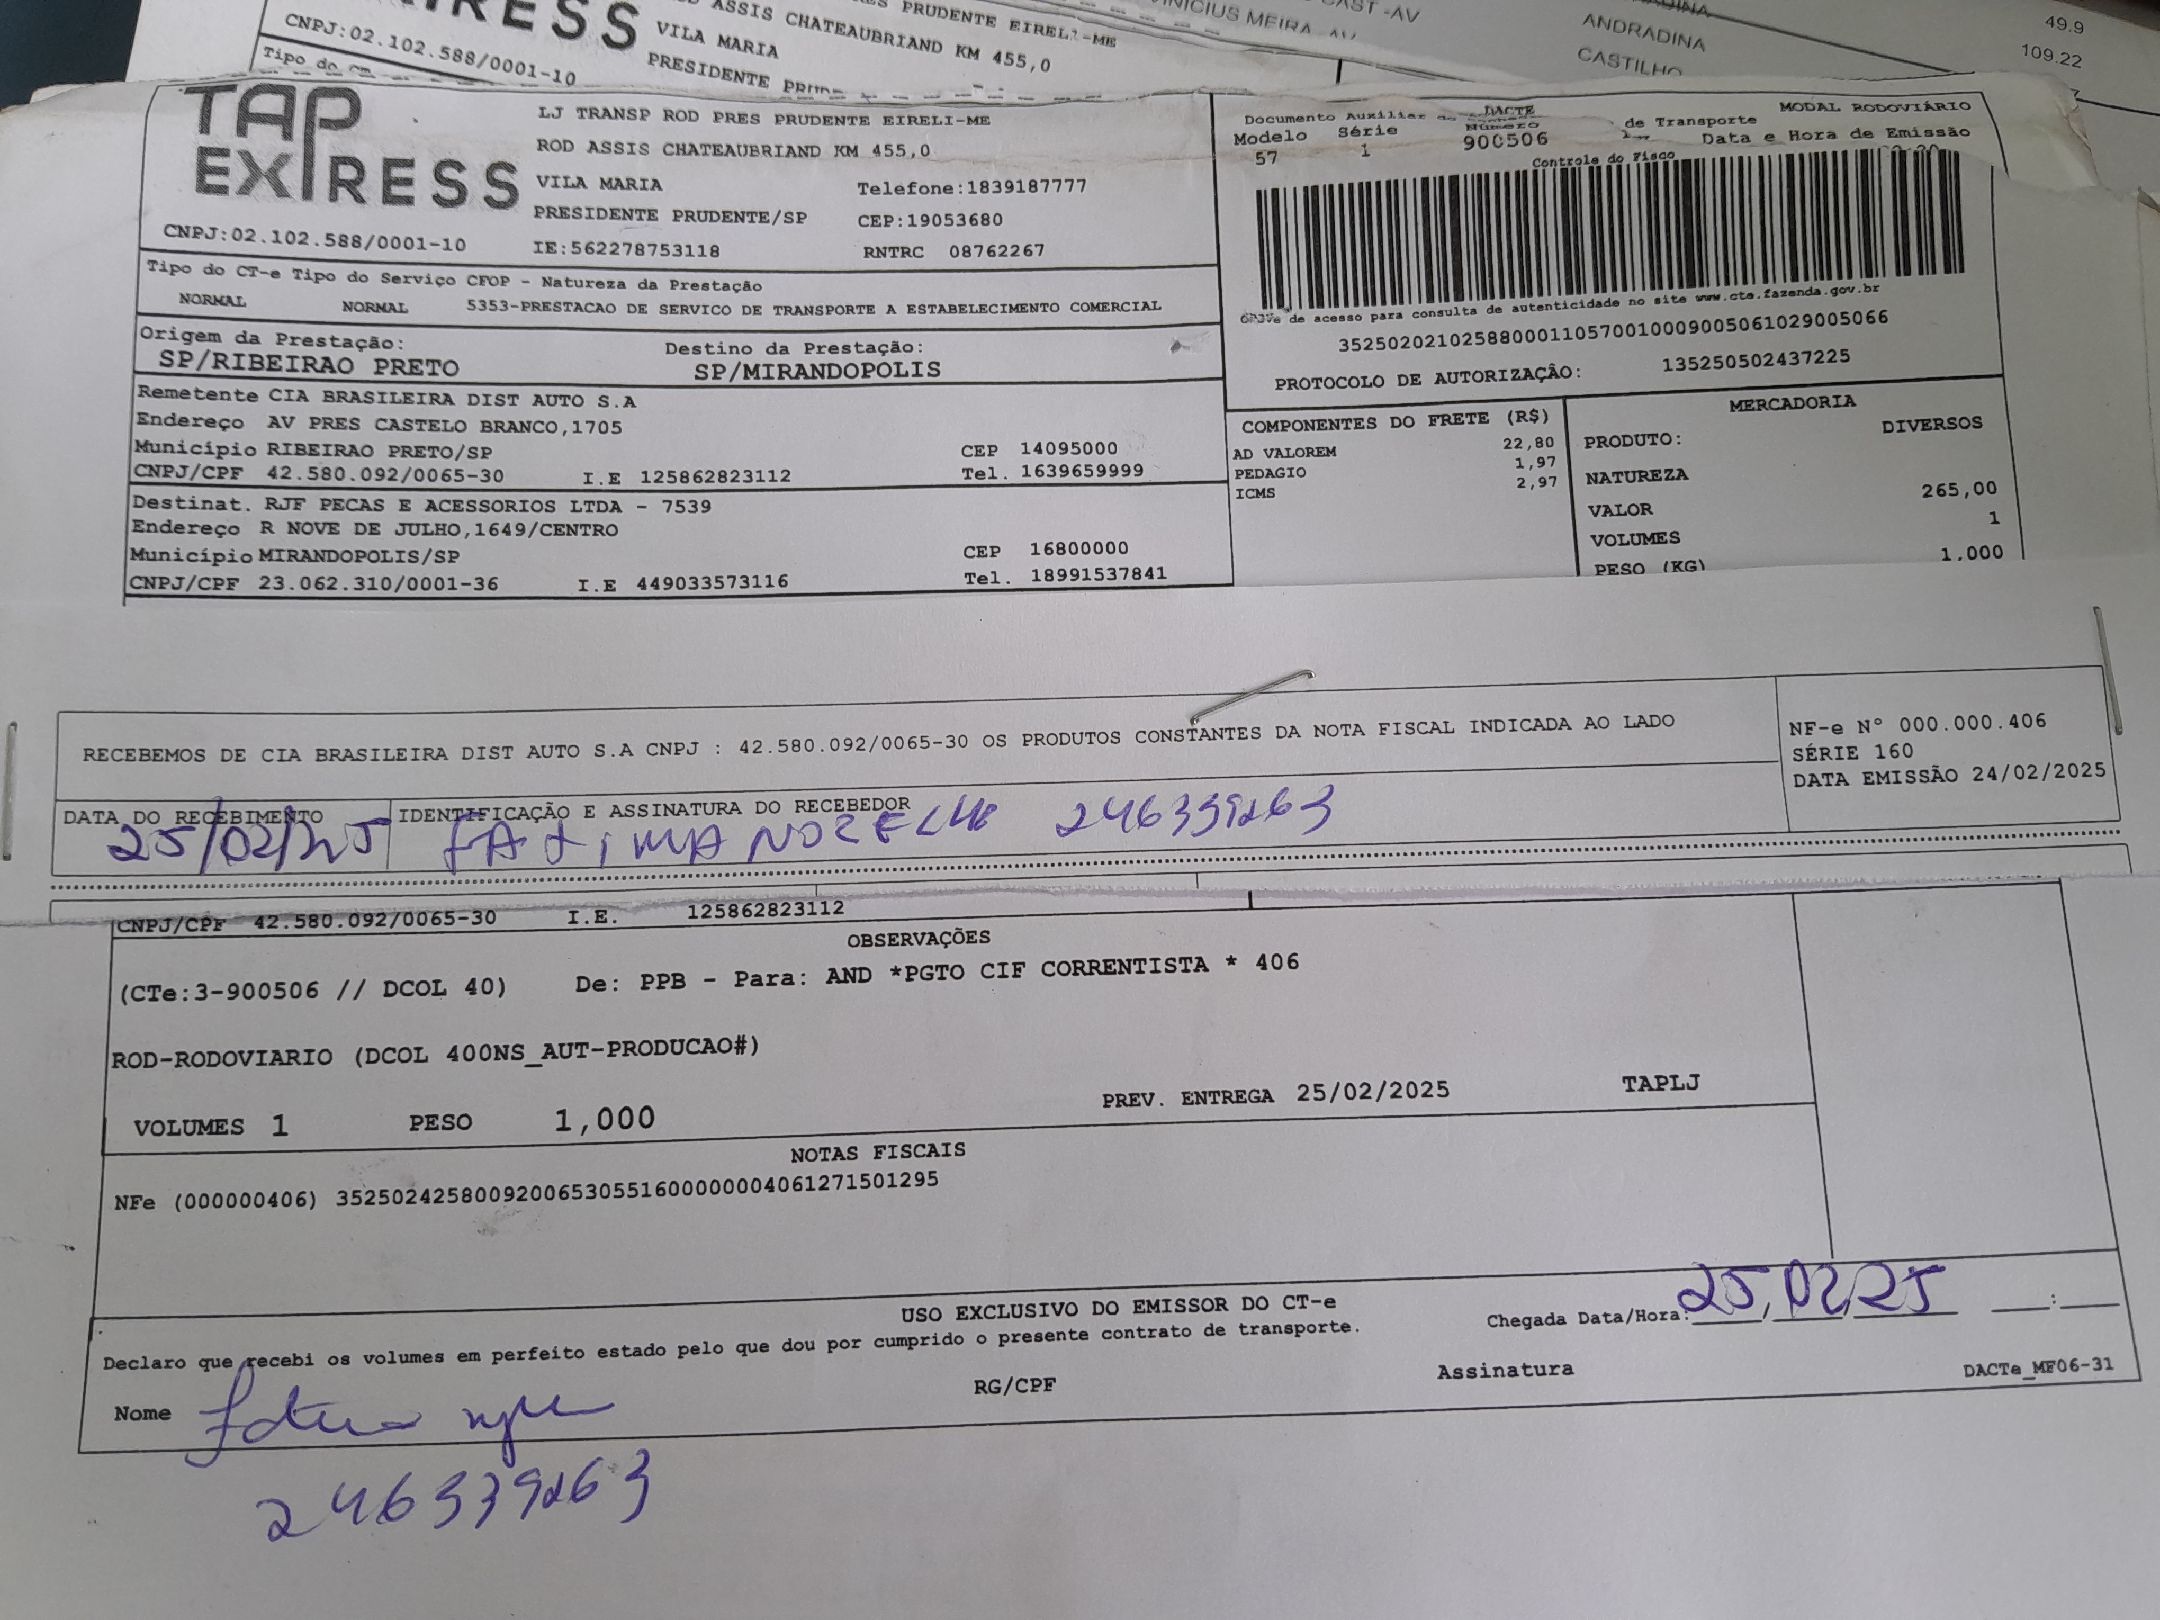 RESS
VILA MARIA
ASSIS CHATEAUBRIAND KM 455,0
PRUDENTE EIRELI-ME
CNPJ:02.102.588/0001-10
PRESIDENTE
Tipo do
VINICIUS MEIRA
CAST -AV
ANDRADINA
CASTILHO
49.9
109.22
TAP EXPRESS
LJ TRANSP ROD PRES PRUDENTE EIRELI-ME
ROD ASSIS CHATEAUBRIAND KM 455,0
VILA MARIA Telefone:1839187777
PRESIDENTE PRUDENTE/SP CEP:19053680
CNPJ:02.102.588/0001-10 IE:562278753118 RNTRC 08762267
DACTE MODAL RODOVIÁRIO
Documento Auxiliar de Transporte
Modelo Série Número Data e Hora de Emissão
57 1 900506
Controle do Fisco
Chave de acesso para consulta de autenticidade no site www.cte.fazenda.gov.br
35250202102588000110570010009005061029005066
PROTOCOLO DE AUTORIZAÇÃO: 135250502437225
Tipo do CT-e Tipo do Serviço CFOP - Natureza da Prestação
NORMAL NORMAL 5353-PRESTACAO DE SERVICO DE TRANSPORTE A ESTABELECIMENTO COMERCIAL
Origem da Prestação: Destino da Prestação:
SP/RIBEIRAO PRETO SP/MIRANDOPOLIS
Remetente CIA BRASILEIRA DIST AUTO S.A
Endereço AV PRES CASTELO BRANCO,1705
Município RIBEIRAO PRETO/SP CEP 14095000
CNPJ/CPF 42.580.092/0065-30 I.E 125862823112 Tel. 1639659999
Destinat. RJF PECAS E ACESSORIOS LTDA - 7539
Endereço R NOVE DE JULHO,1649/CENTRO
Município MIRANDOPOLIS/SP CEP 16800000
CNPJ/CPF 23.062.310/0001-36 I.E 449033573116 Tel. 18991537841
COMPONENTES DO FRETE (R$)
AD VALOREM 22,80
PEDAGIO 1,97
ICMS 2,97
MERCADORIA
PRODUTO: DIVERSOS
NATUREZA
VALOR 265,00
VOLUMES 1
PESO (KG) 1,000
RECEBEMOS DE CIA BRASILEIRA DIST AUTO S.A CNPJ : 42.580.092/0065-30 OS PRODUTOS CONSTANTES DA NOTA FISCAL INDICADA AO LADO
NF-e N° 000.000.406
SÉRIE 160
DATA EMISSÃO 24/02/2025
DATA DO RECEBIMENTO IDENTIFICAÇÃO E ASSINATURA DO RECEBEDOR
25/02/25 FATIMA 246339263
CNPJ/CPF 42.580.092/0065-30 I.E. 125862823112
OBSERVAÇÕES
(CTe:3-900506 // DCOL 40) De: PPB - Para: AND *PGTO CIF CORRENTISTA * 406
ROD-RODOVIARIO (DCOL 400NS_AUT-PRODUCAO#)
PREV. ENTREGA 25/02/2025 TAPLJ
VOLUMES 1 PESO 1,000
NOTAS FISCAIS
NFe (000000406) 35250242580092006530551600000004061271501295
USO EXCLUSIVO DO EMISSOR DO CT-e
Chegada Data/Hora: 25/02/25 :
Declaro que recebi os volumes em perfeito estado pelo que dou por cumprido o presente contrato de transporte.
Nome RG/CPF Assinatura DACTe_MF06-31
246339263